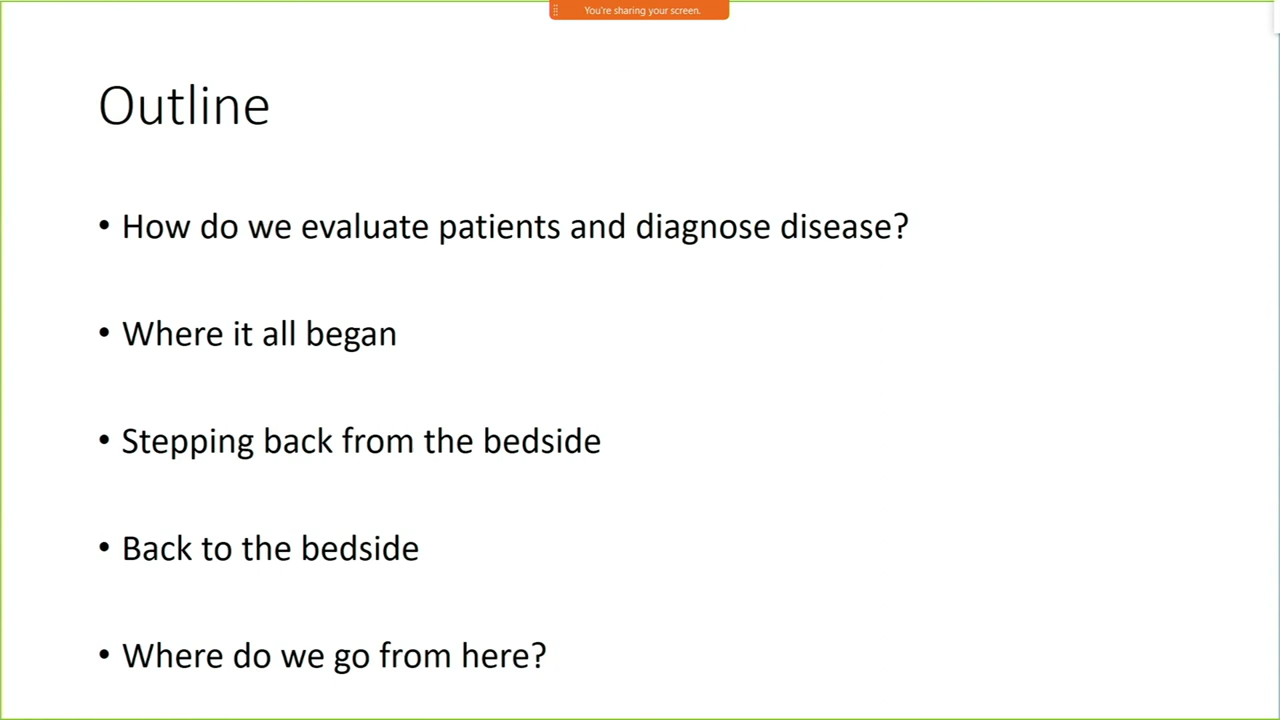 You're sharing your screen.
Outline
• How do we evaluate patients and diagnose disease?
• Where it all began
• Stepping back from the bedside
• Back to the bedside
• Where do we go from here?